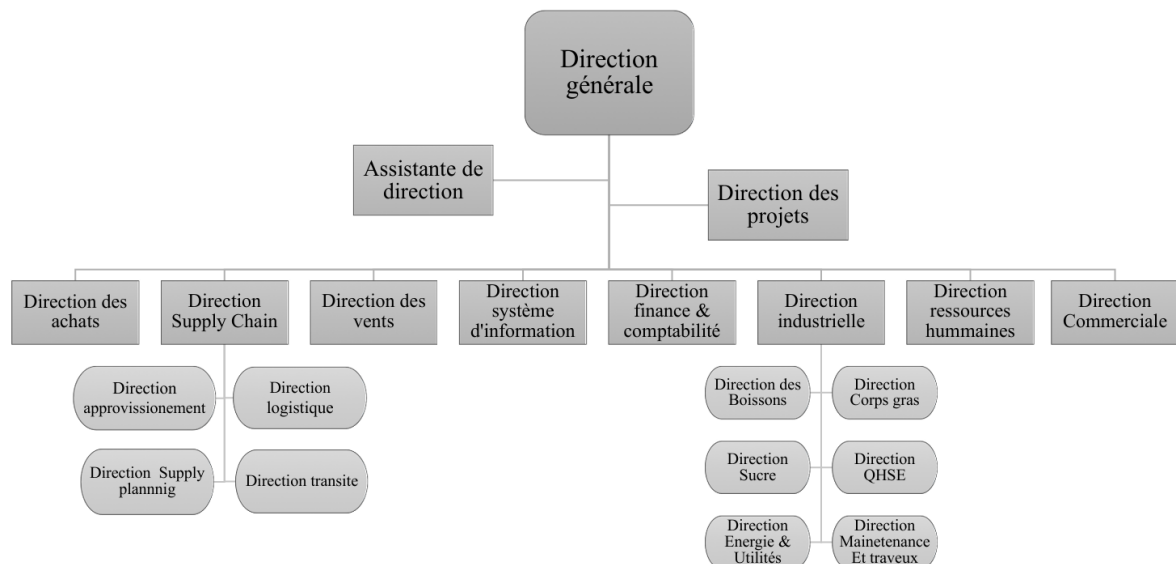 Direction
générale
Assistante de
direction
Direction des
projets
Direction des
achats
Direction
Supply Chain
Direction des
vents
Direction
système
d'information
Direction
finance &
comptabilité
Direction
industrielle
Direction
ressources
hummaines
Direction
Commerciale
Direction
approvissionement
Direction
logistique
Direction Supply
plannnig
Direction transite
Direction des
Boissons
Direction
Corps gras
Direction
Sucre
Direction
QHSE
Direction
Energie &
Utilités
Direction
Mainetenance
Et traveux